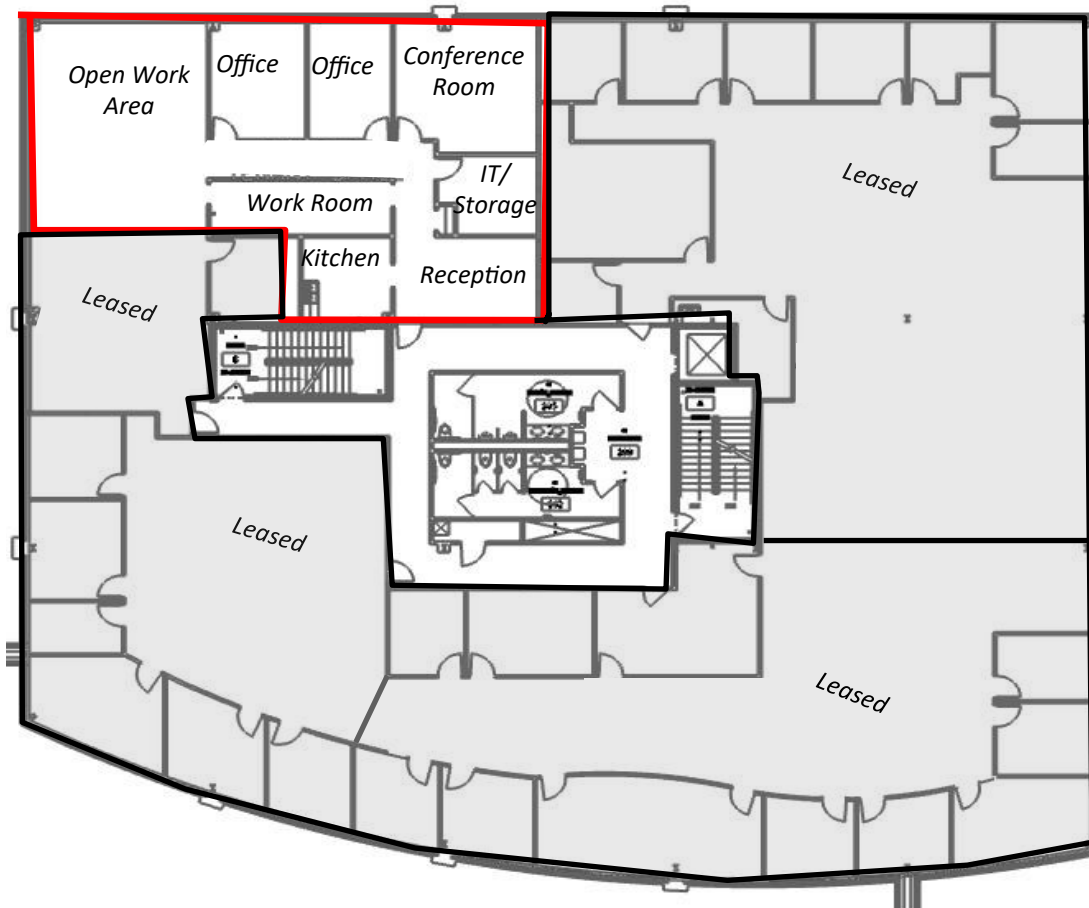 Open Work
Area
Office
Office
Conference
Room
IT/
Storage
Work Room
Kitchen
Reception
Leased
Leased
Leased
Leased